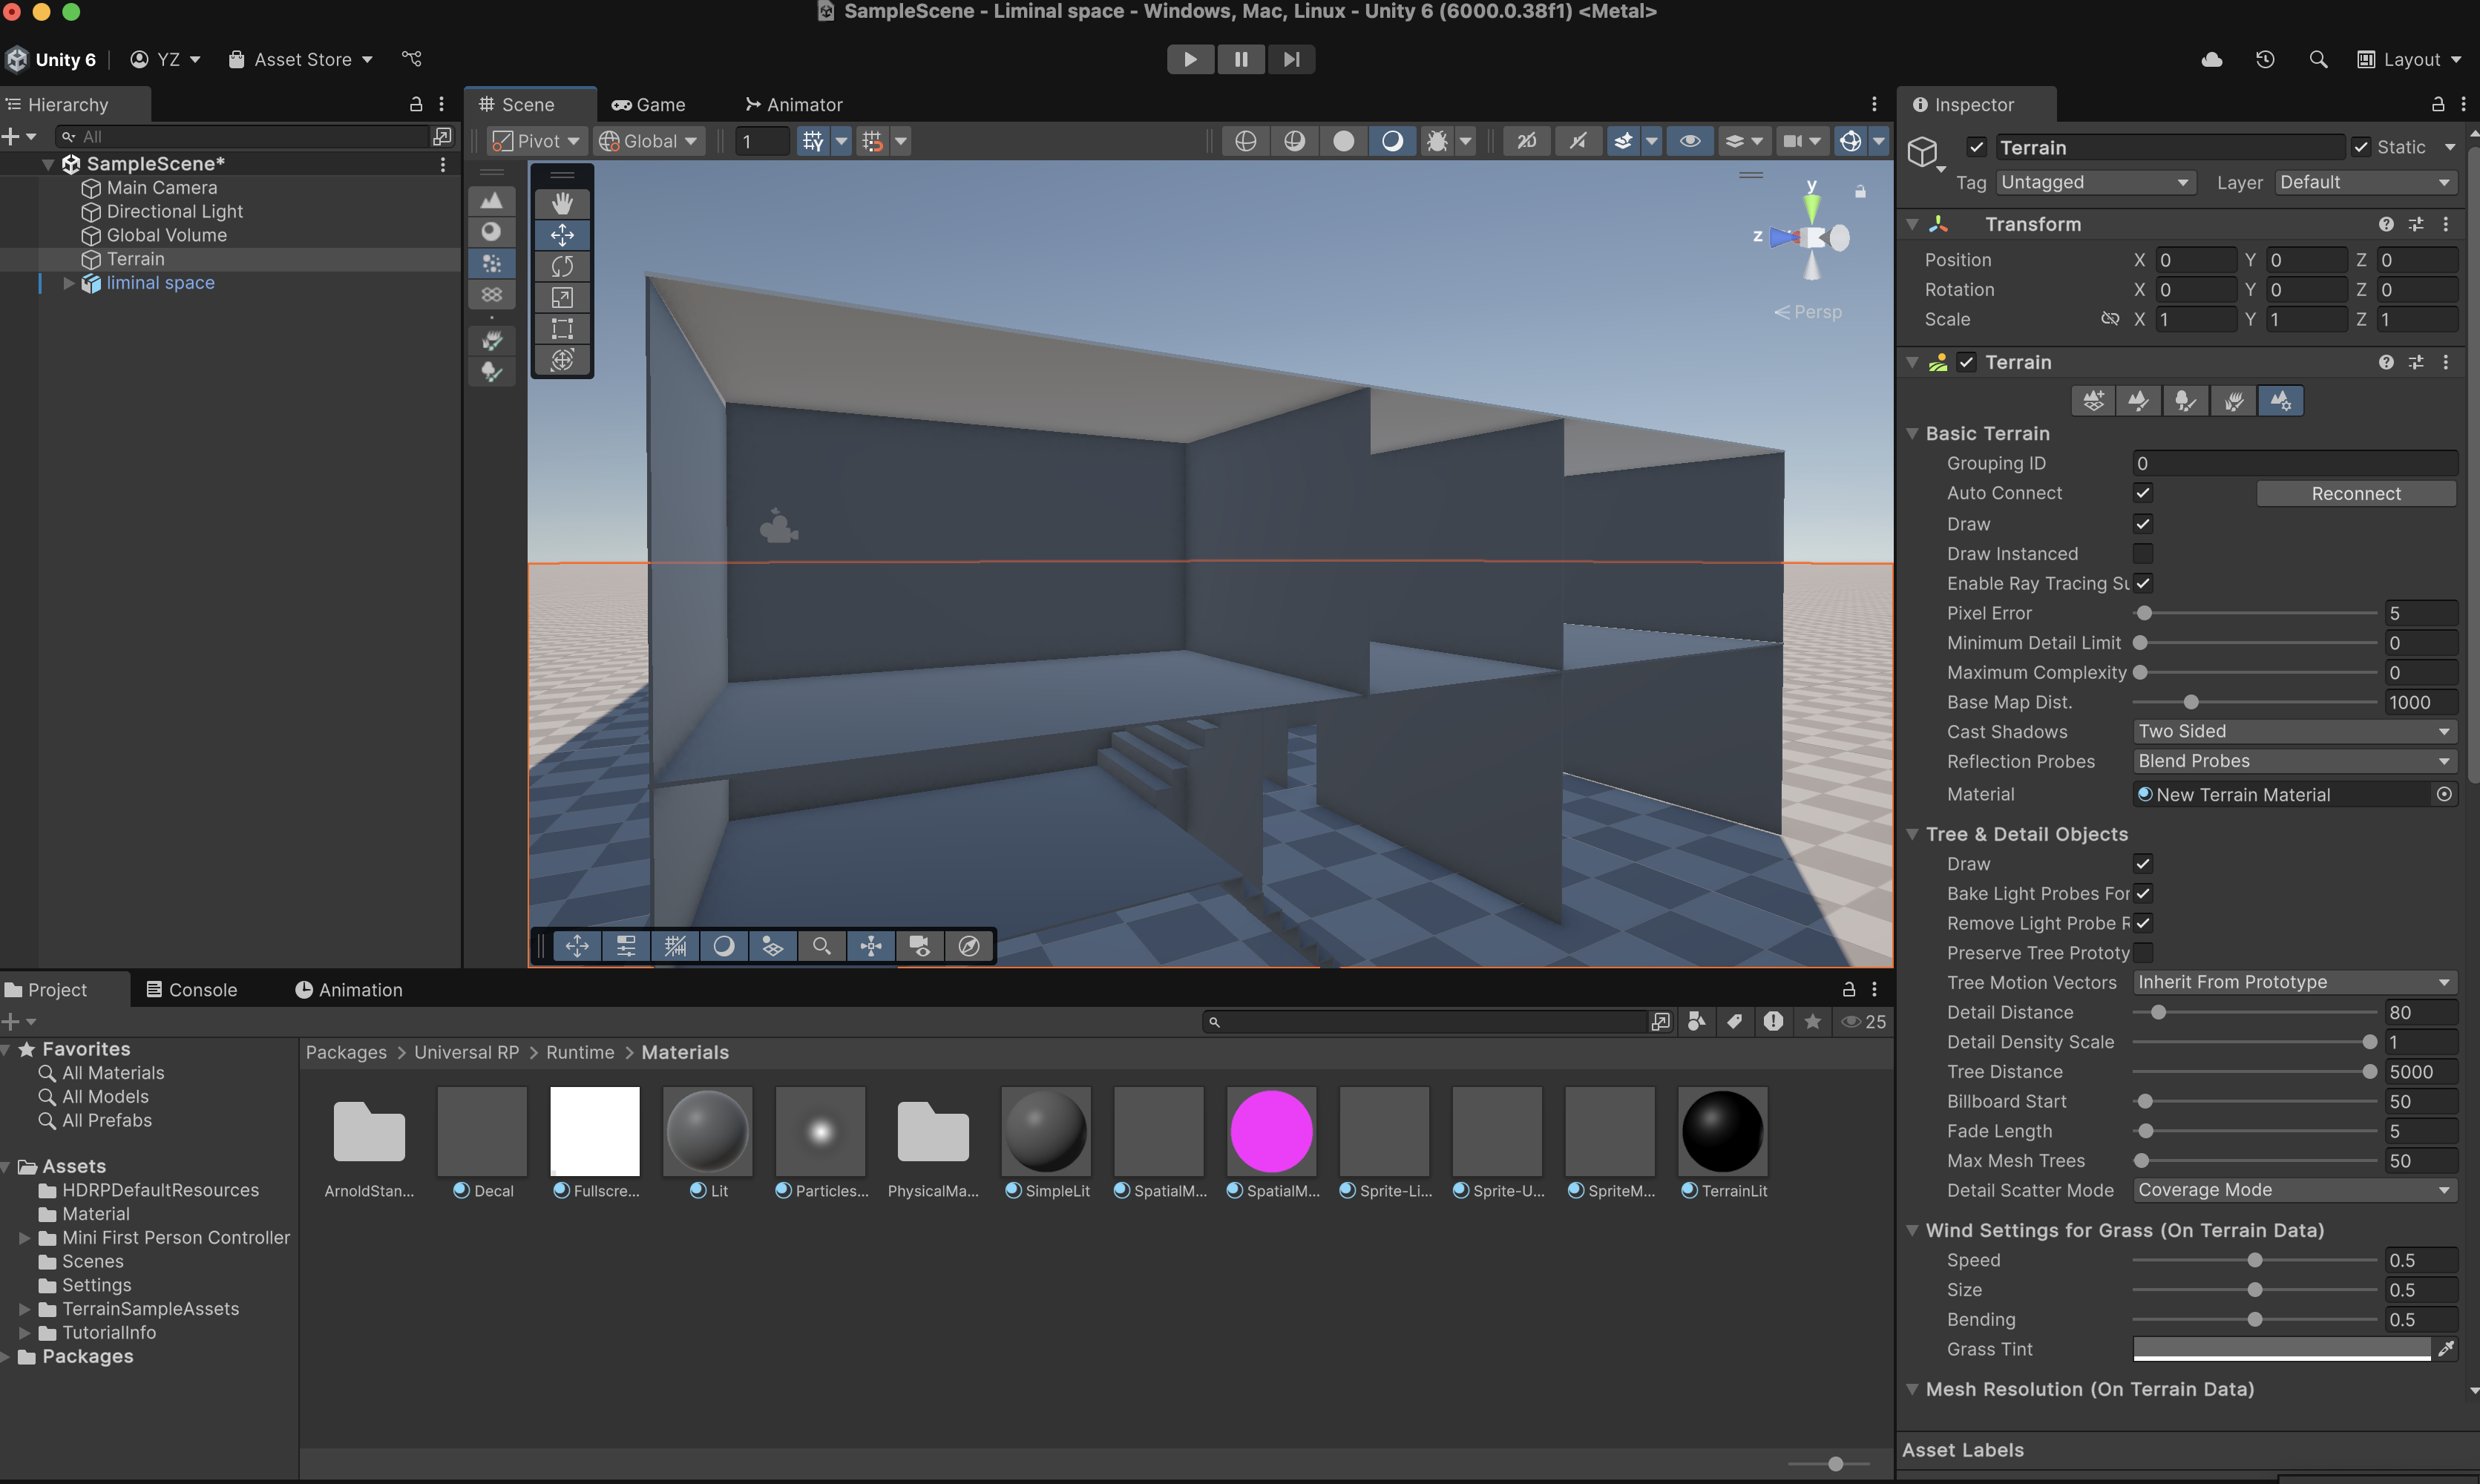 SampleScene - Liminal space - Windows, Mac, Linux - Unity 6 (6000.0.38f1) <Metal>
Unity 6
YZ
Asset Store
Layout
Hierarchy
All
SampleScene*
Main Camera
Directional Light
Global Volume
Terrain
liminal space
Scene
Game
Animator
Pivot
Global
1
2D
y
z
Persp
Inspector
Terrain
Static
Tag
Untagged
Layer
Default
Transform
Position X 0 Y 0 Z 0
Rotation X 0 Y 0 Z 0
Scale X 1 Y 1 Z 1
Terrain
Basic Terrain
Grouping ID 0
Auto Connect Reconnect
Draw
Draw Instanced
Enable Ray Tracing Su
Pixel Error 5
Minimum Detail Limit 0
Maximum Complexity 0
Base Map Dist. 1000
Cast Shadows Two Sided
Reflection Probes Blend Probes
Material New Terrain Material
Tree & Detail Objects
Draw
Bake Light Probes For
Remove Light Probe R
Preserve Tree Prototy
Tree Motion Vectors Inherit From Prototype
Detail Distance 80
Detail Density Scale 1
Tree Distance 5000
Billboard Start 50
Fade Length 5
Max Mesh Trees 50
Detail Scatter Mode Coverage Mode
Wind Settings for Grass (On Terrain Data)
Speed 0.5
Size 0.5
Bending 0.5
Grass Tint
Mesh Resolution (On Terrain Data)
Asset Labels
Project
Console
Animation
25
Favorites
All Materials
All Models
All Prefabs
Assets
HDRPDefaultResources
Material
Mini First Person Controller
Scenes
Settings
TerrainSampleAssets
TutorialInfo
Packages
Packages > Universal RP > Runtime > Materials
ArnoldStan...
Decal
Fullscre...
Lit
Particles...
PhysicalMa...
SimpleLit
SpatialM...
SpatialM...
Sprite-Li...
Sprite-U...
SpriteM...
TerrainLit